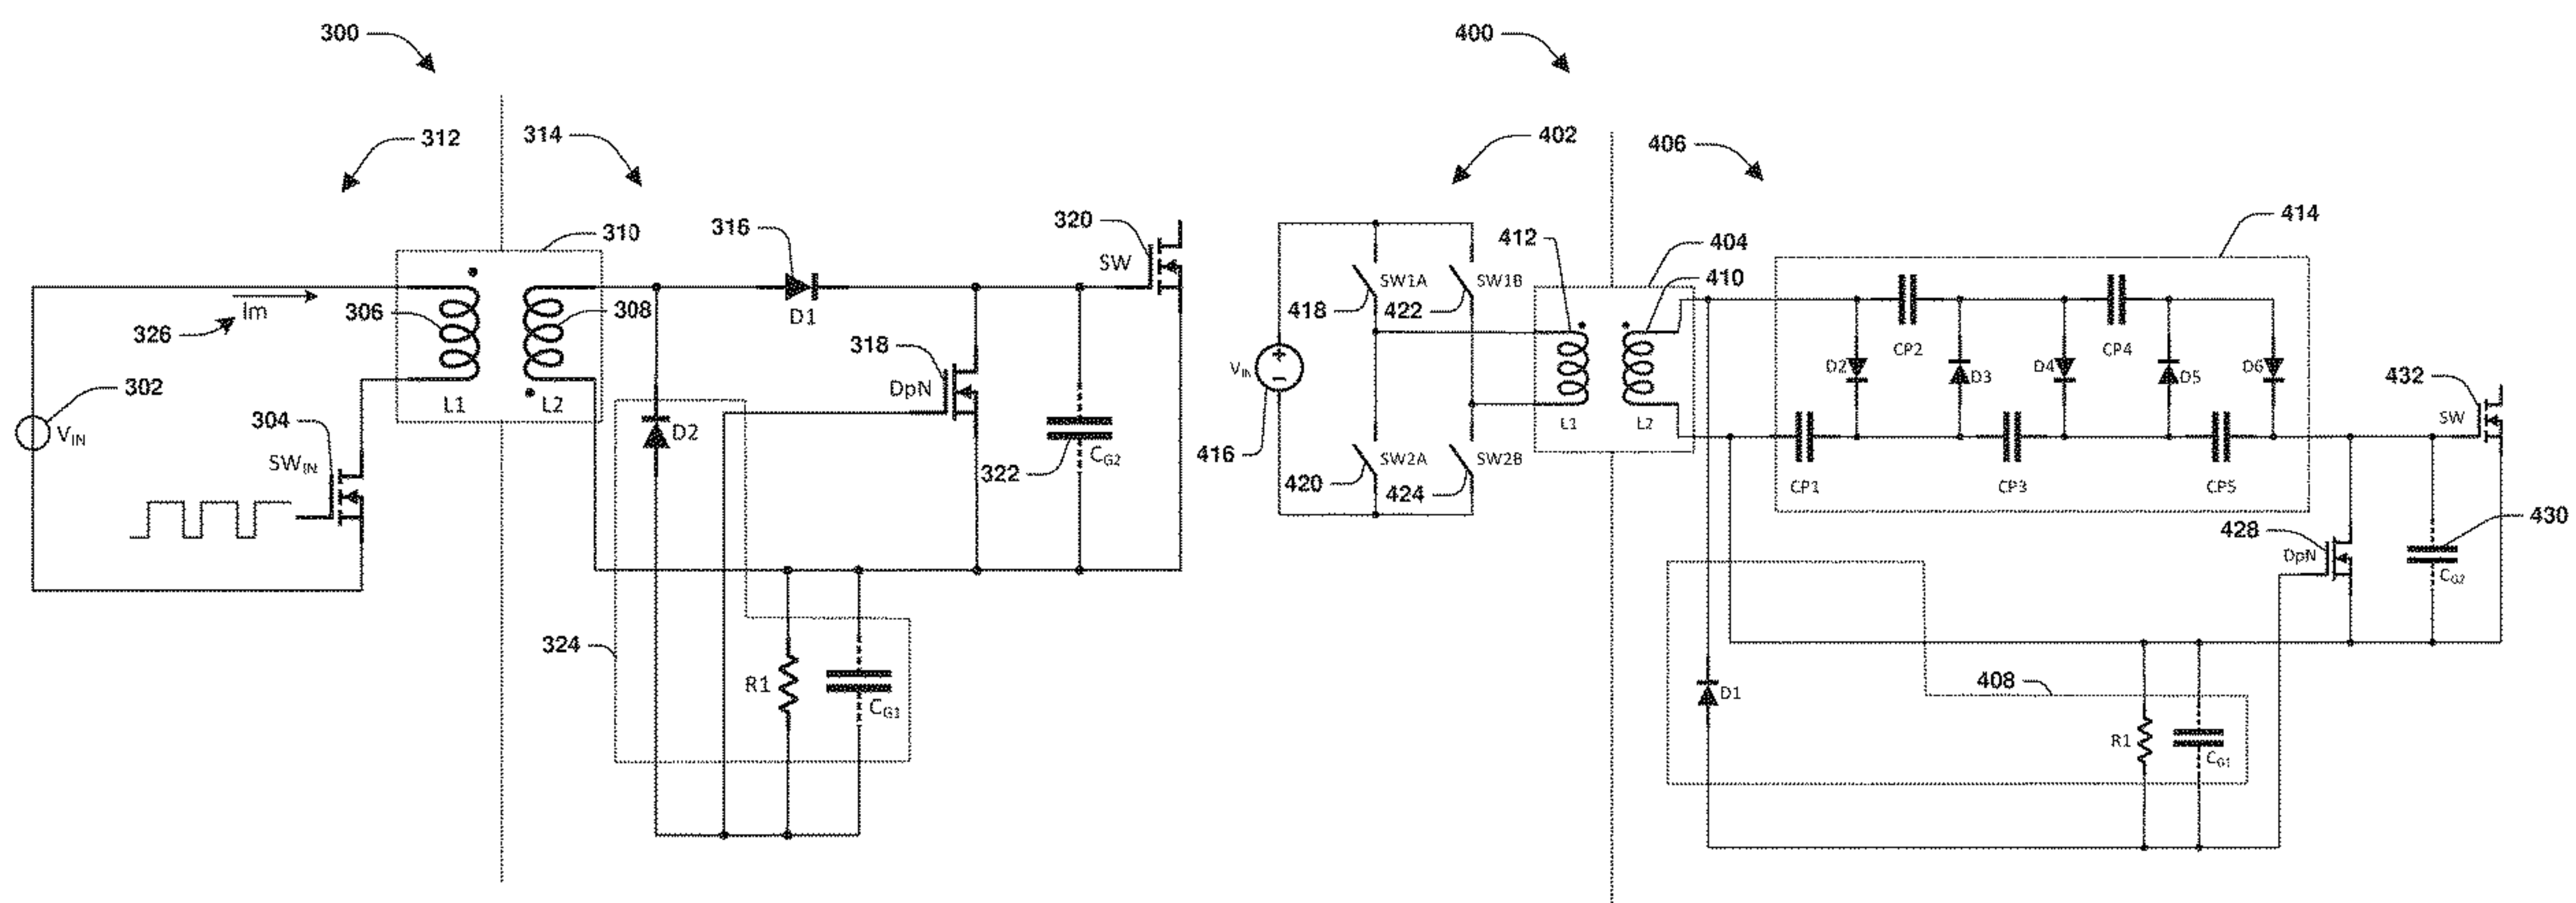 300
312
314
310
316
320
SW
D1
326
Im
306
308
318
DpN
302
V_IN
304
SW_IN
L1
L2
D2
322
C_G2
324
R1
C_G1
400
402
406
412
404
410
414
418
SW1A
422
SW1B
V_IN
416
420
SW2A
424
SW2B
L1
L2
CP2
CP4
D2
D3
D4
D5
D6
CP1
CP3
CP5
432
SW
428
DpN
430
C_G2
408
D1
R1
C_G1